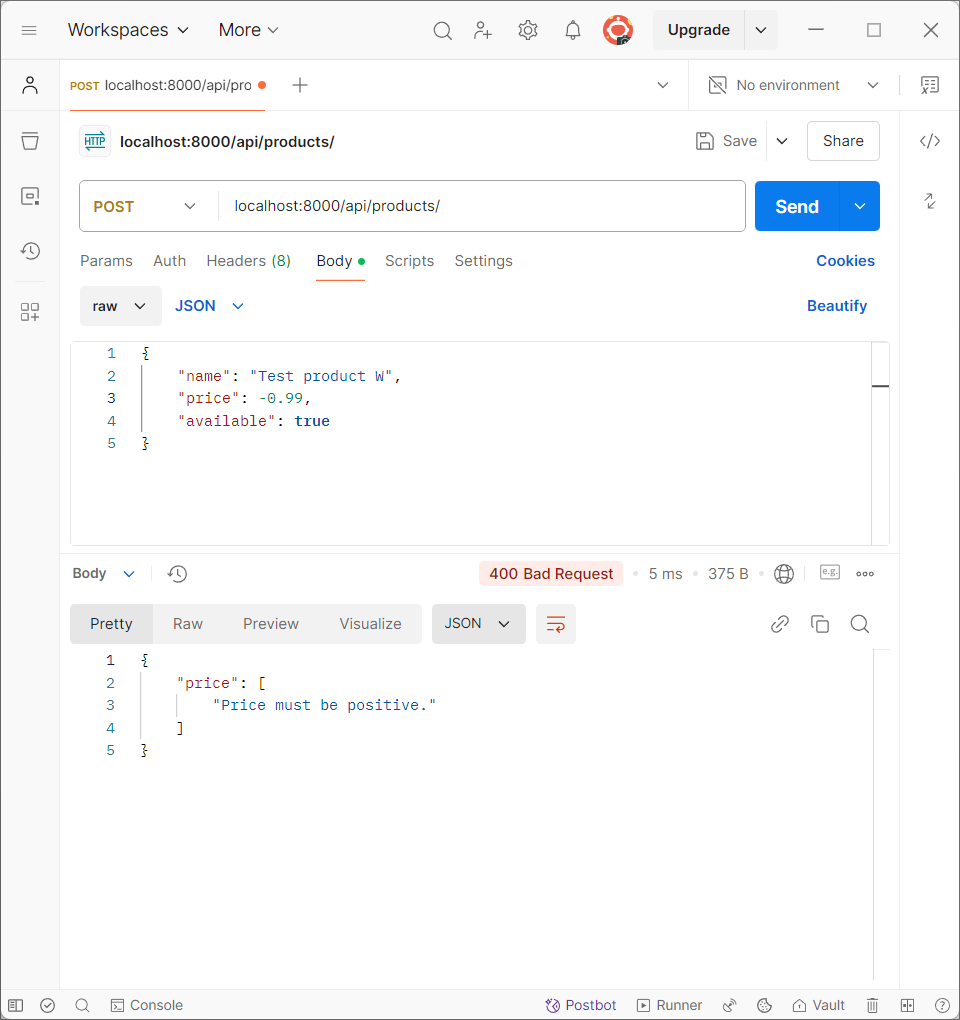 Workspaces More Upgrade
POST localhost:8000/api/pro No environment
HTTP localhost:8000/api/products/ Save Share
POST localhost:8000/api/products/ Send
Params Auth Headers (8) Body Scripts Settings Cookies
raw JSON Beautify
1 {
2 "name": "Test product W",
3 "price": -0.99,
4 "available": true
5 }
Body 400 Bad Request 5 ms 375 B e.g.
Pretty Raw Preview Visualize JSON
1 {
2 "price": [
3 "Price must be positive."
4 ]
5 }
Console Postbot Runner Vault